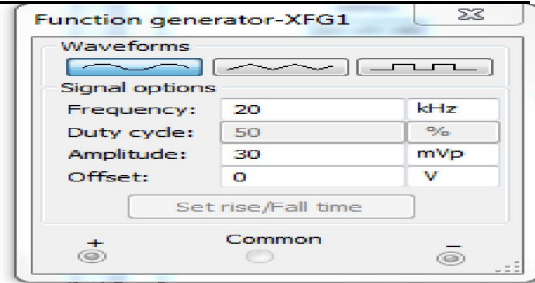 Function generator-XFG1
Waveforms
Signal options
Frequency: 20 kHz
Duty cycle: 50 %
Amplitude: 30 mVp
Offset: 0 V
Set rise/Fall time
+ Common −